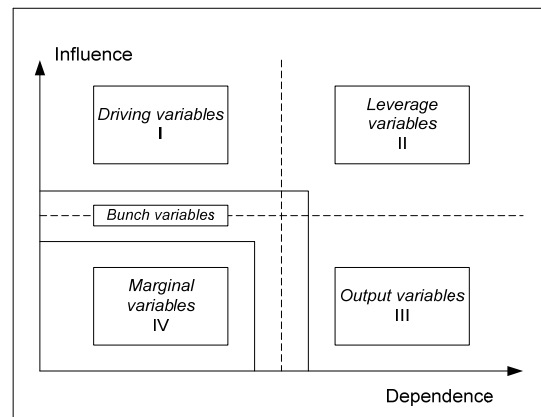 Influence
Driving variables
I
Leverage
variables
II
Bunch variables
Marginal
variables
IV
Output variables
III
Dependence